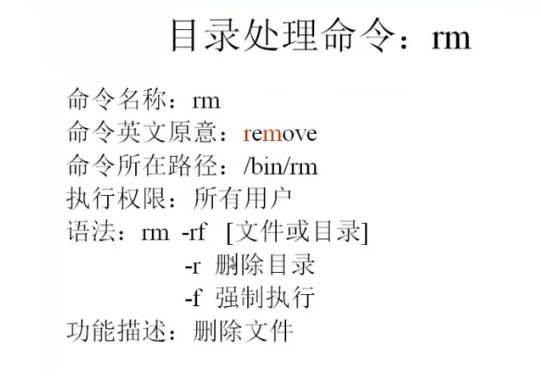 目录处理命令：rm
命令名称：rm
命令英文原意：remove
命令所在路径：/bin/rm
执行权限：所有用户
语法：rm -rf [文件或目录]
-r 删除目录
-f 强制执行
功能描述：删除文件